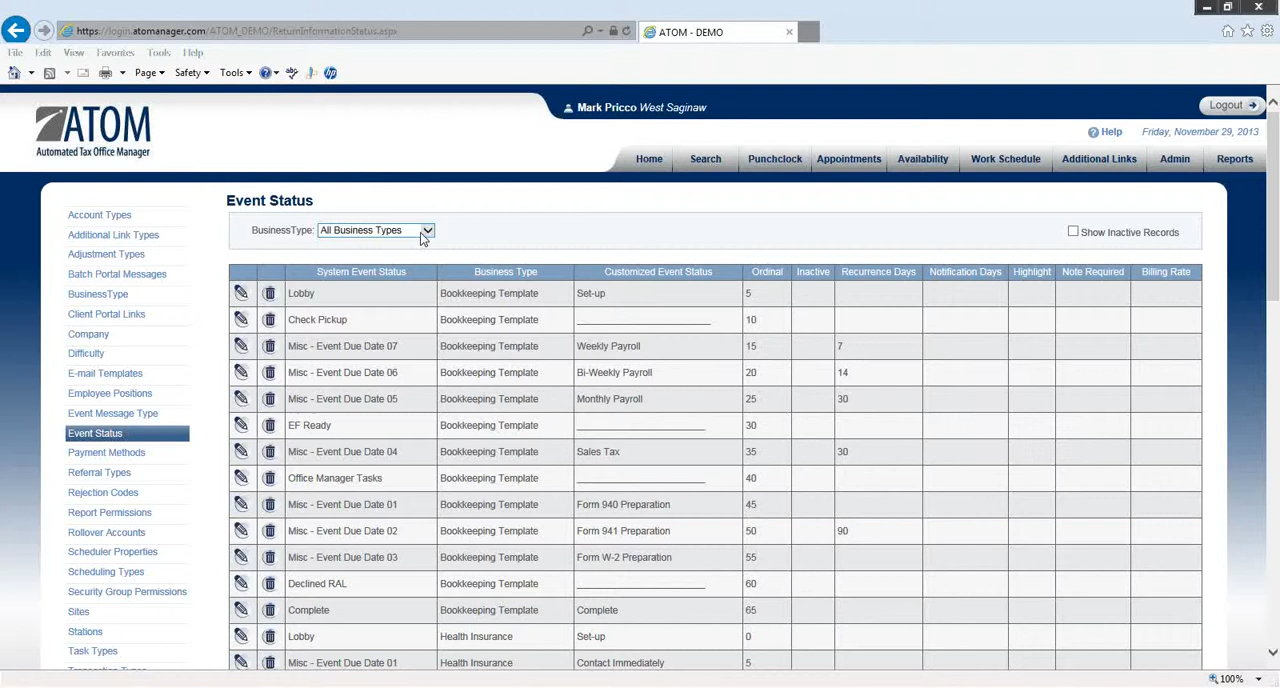 https://login.atomanager.com/ATOM_DEMO/ReturnInformationStatus.aspx
ATOM - DEMO
File Edit View Favorites Tools Help
Page Safety Tools
ATOM
Automated Tax Office Manager
Mark Pricco West Saginaw
Logout
Help Friday, November 29, 2013
Home Search Punchclock Appointments Availability Work Schedule Additional Links Admin Reports
Account Types
Additional Link Types
Adjustment Types
Batch Portal Messages
BusinessType
Client Portal Links
Company
Difficulty
E-mail Templates
Employee Positions
Event Message Type
Event Status
Payment Methods
Referral Types
Rejection Codes
Report Permissions
Rollover Accounts
Scheduler Properties
Scheduling Types
Security Group Permissions
Sites
Stations
Task Types
Event Status
BusinessType: All Business Types Show Inactive Records
System Event Status Business Type Customized Event Status Ordinal Inactive Recurrence Days Notification Days Highlight Note Required Billing Rate
Lobby Bookkeeping Template Set-up 5
Check Pickup Bookkeeping Template 10
Misc - Event Due Date 07 Bookkeeping Template Weekly Payroll 15 7
Misc - Event Due Date 06 Bookkeeping Template Bi-Weekly Payroll 20 14
Misc - Event Due Date 05 Bookkeeping Template Monthly Payroll 25 30
EF Ready Bookkeeping Template 30
Misc - Event Due Date 04 Bookkeeping Template Sales Tax 35 30
Office Manager Tasks Bookkeeping Template 40
Misc - Event Due Date 01 Bookkeeping Template Form 940 Preparation 45
Misc - Event Due Date 02 Bookkeeping Template Form 941 Preparation 50 90
Misc - Event Due Date 03 Bookkeeping Template Form W-2 Preparation 55
Declined RAL Bookkeeping Template 60
Complete Bookkeeping Template Complete 65
Lobby Health Insurance Set-up 0
Misc - Event Due Date 01 Health Insurance Contact Immediately 5
100%